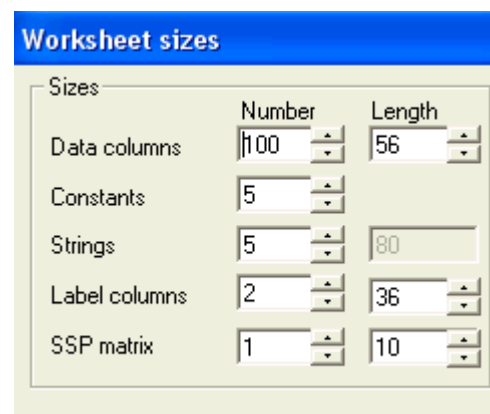 Worksheet sizes
Sizes
Number Length
Data columns 100 56
Constants 5
Strings 5 80
Label columns 2 36
SSP matrix 1 10